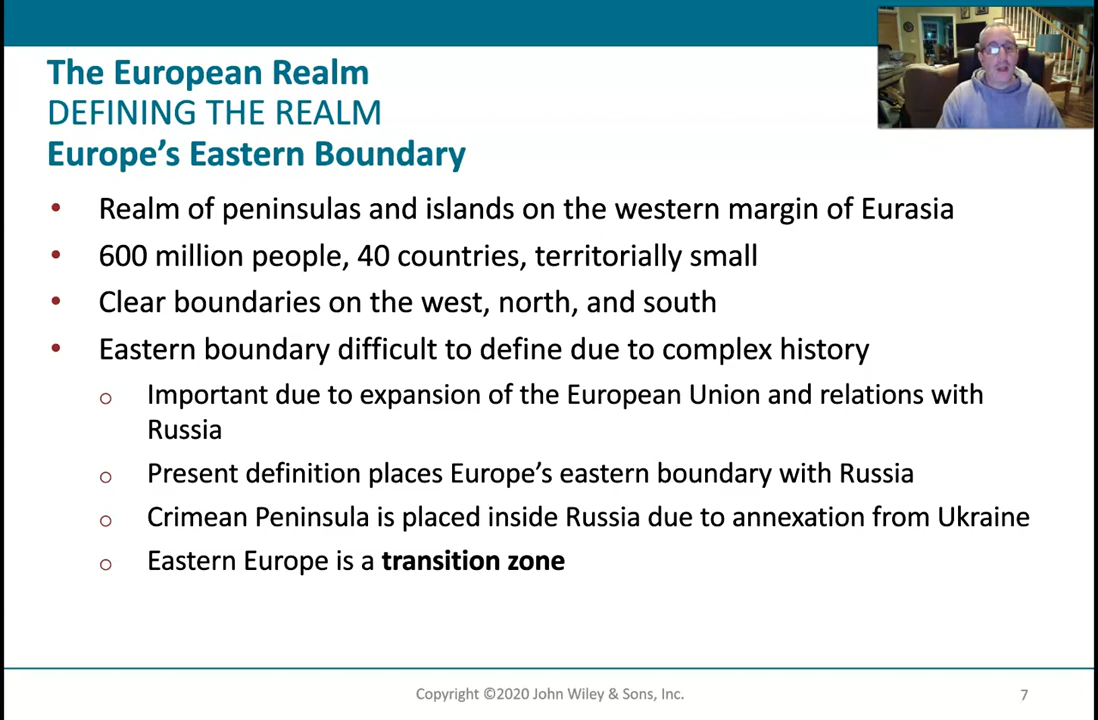 The European Realm
DEFINING THE REALM
Europe's Eastern Boundary
• Realm of peninsulas and islands on the western margin of Eurasia
• 600 million people, 40 countries, territorially small
• Clear boundaries on the west, north, and south
• Eastern boundary difficult to define due to complex history
o Important due to expansion of the European Union and relations with
Russia
o Present definition places Europe's eastern boundary with Russia
o Crimean Peninsula is placed inside Russia due to annexation from Ukraine
o Eastern Europe is a transition zone
Copyright ©2020 John Wiley & Sons, Inc.
7